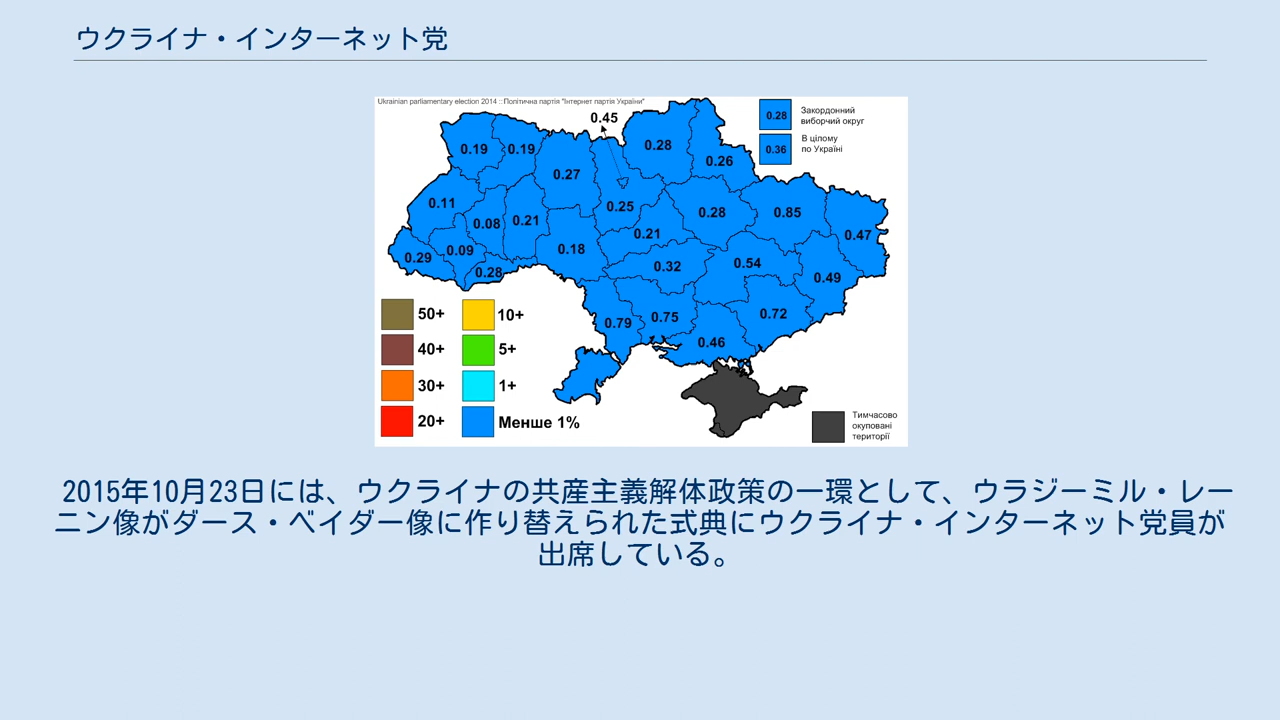 ウクライナ・インターネット党
Ukrainian parliamentary election 2014 :: Політична партія "Інтернет партія України"
0.45
0.28
Закордонний
виборчий округ
0.36
В цілому
по Україні
0.19
0.19
0.27
0.28
0.26
0.11
0.08
0.21
0.25
0.28
0.85
0.47
0.29
0.09
0.28
0.18
0.21
0.32
0.54
0.49
0.79
0.75
0.46
0.72
50+
10+
40+
5+
30+
1+
20+
Менше 1%
Тимчасово
окуповані
території
2015年10月23日には、ウクライナの共産主義解体政策の一環として、ウラジーミル・レー
ニン像がダース・ベイダー像に作り替えられた式典にウクライナ・インターネット党員が
出席している。